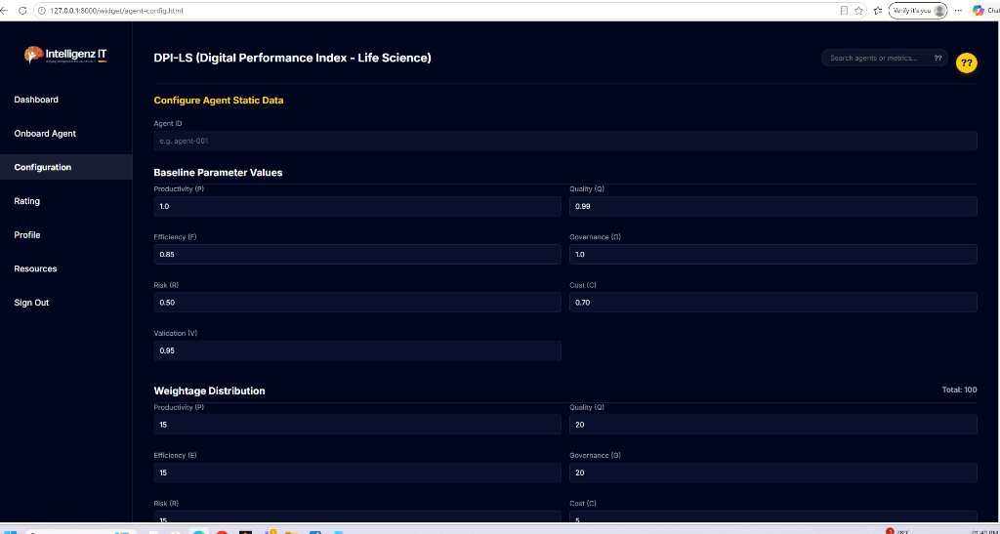 127.0.0.1:8000/widget/agent-config.html
Verify it's you
Chat
Intelligenz IT
DPI-LS (Digital Performance Index - Life Science)
Search agents or metrics...
??
??
Dashboard
Onboard Agent
Configuration
Rating
Profile
Resources
Sign Out
Configure Agent Static Data
Agent ID
e.g. agent-001
Baseline Parameter Values
Productivity (P) Quality (Q)
1.0 0.99
Efficiency (E) Governance (G)
0.85 1.0
Risk (R) Cost (C)
0.50 0.70
Validation (V)
0.95
Weightage Distribution Total: 100
Productivity (P) Quality (Q)
15 20
Efficiency (E) Governance (G)
15 20
Risk (R) Cost (C)
15 5
01:40 PM